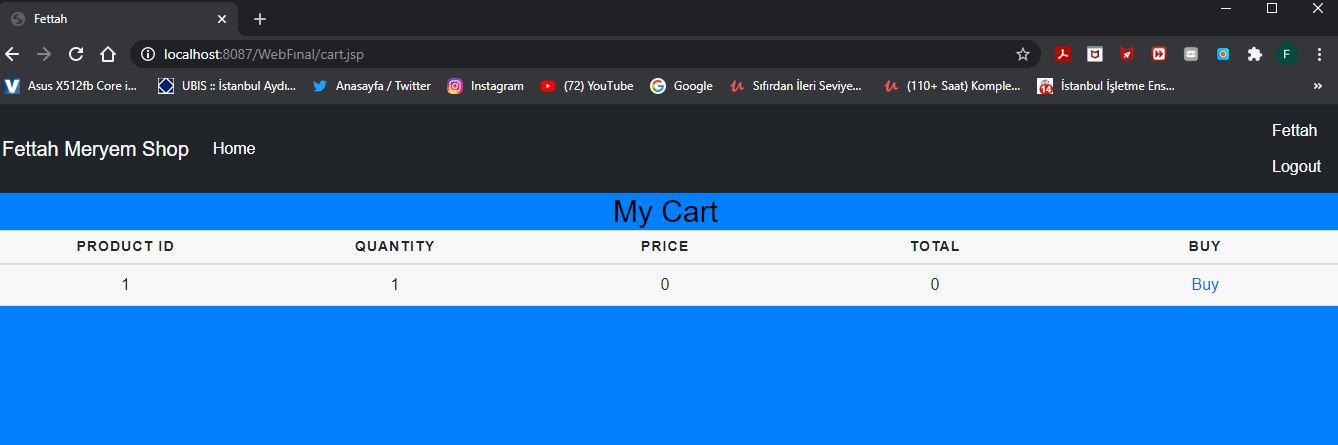 Fettah
localhost:8087/WebFinal/cart.jsp
F
Asus X512fb Core i... UBIS :: İstanbul Aydı... Anasayfa / Twitter Instagram (72) YouTube Google Sıfırdan İleri Seviye... (110+ Saat) Komple... 14 İstanbul İşletme Ens... »
Fettah Meryem Shop Home
Fettah
Logout
My Cart
PRODUCT ID QUANTITY PRICE TOTAL BUY
1 1 0 0 Buy